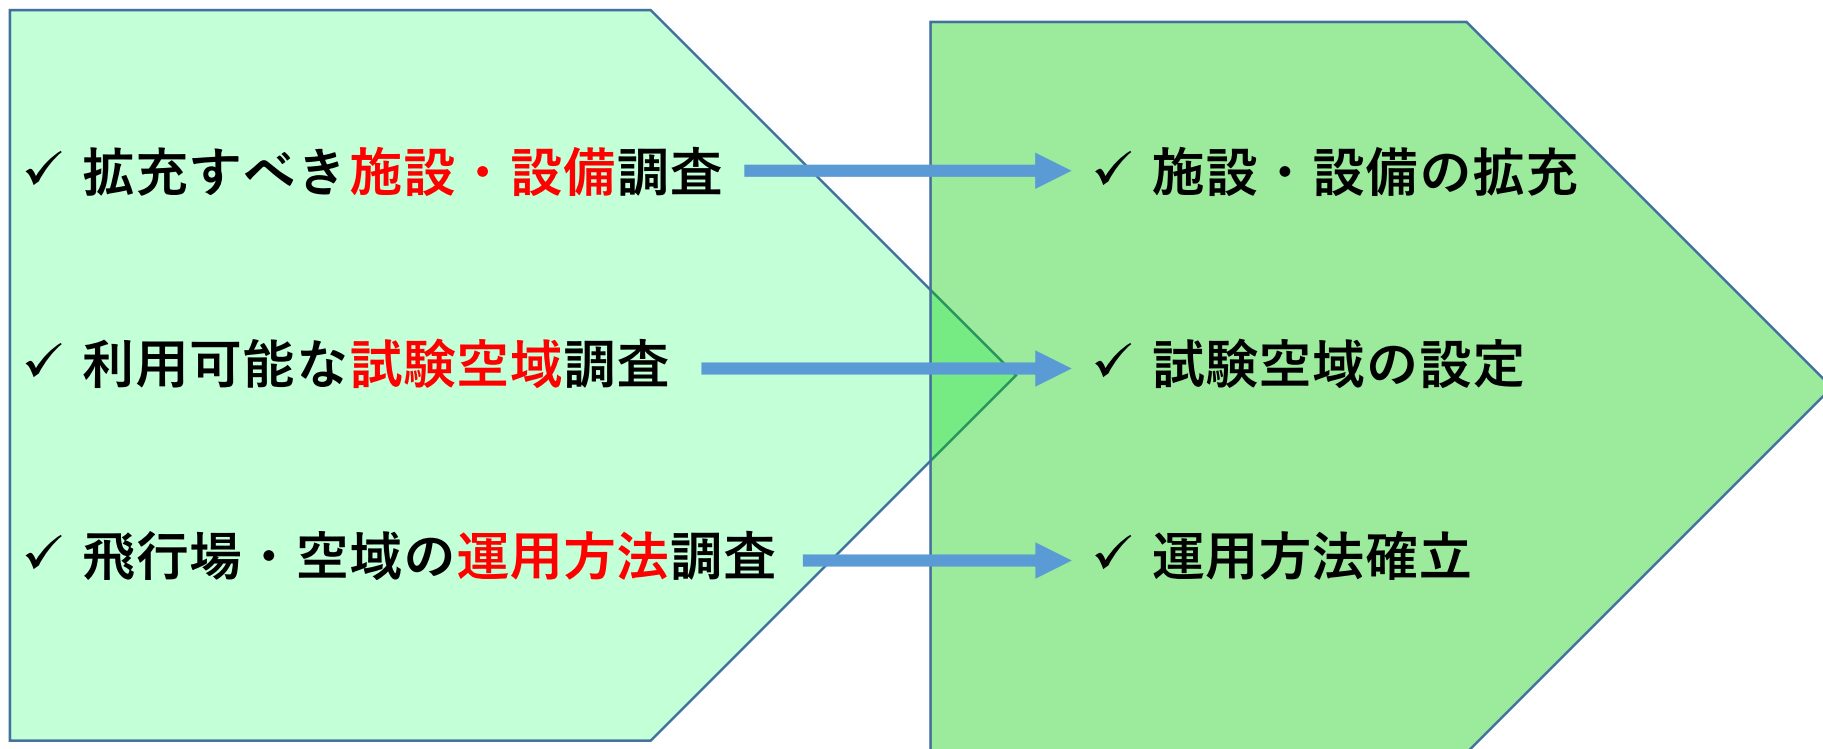 ✓ 拡充すべき施設・設備調査
✓ 施設・設備の拡充
✓ 利用可能な試験空域調査
✓ 試験空域の設定
✓ 飛行場・空域の運用方法調査
✓ 運用方法確立